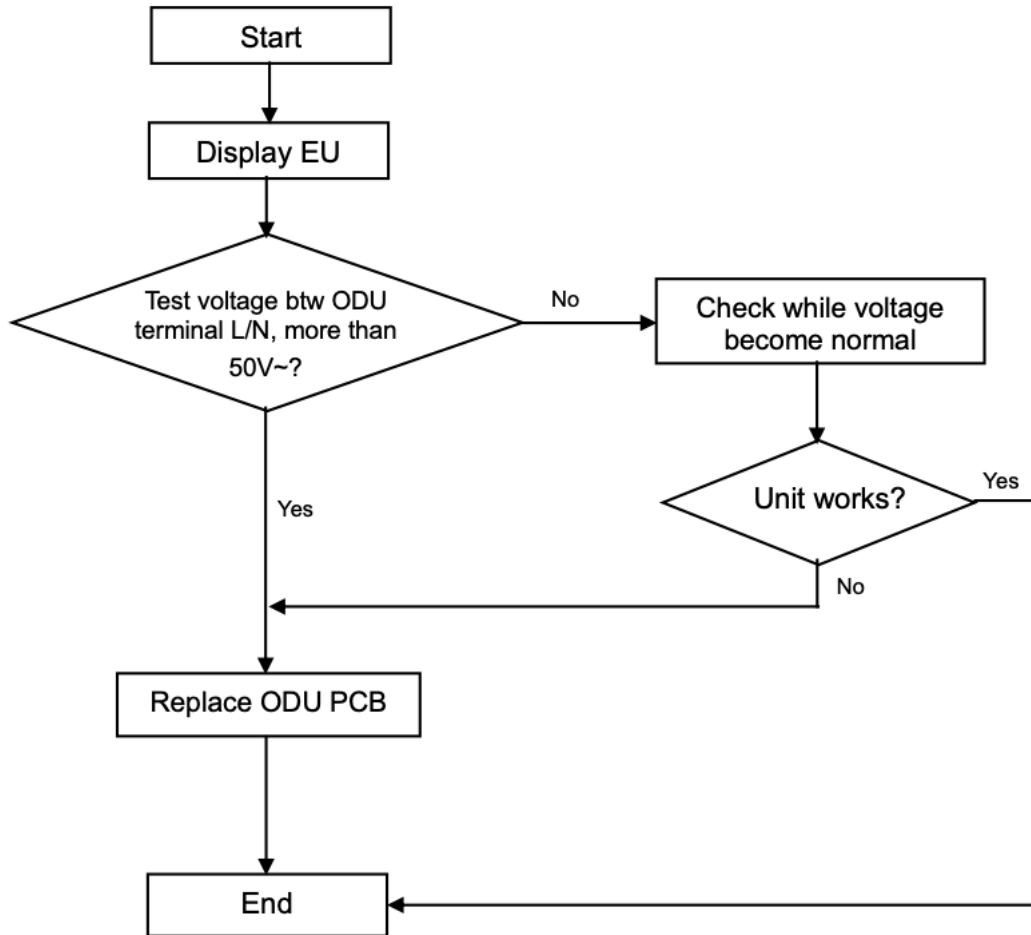 Start
Display EU
Test voltage btw ODU
terminal L/N, more than
50V~?
No
Check while voltage
become normal
Unit works?
Yes
Yes
No
Replace ODU PCB
End